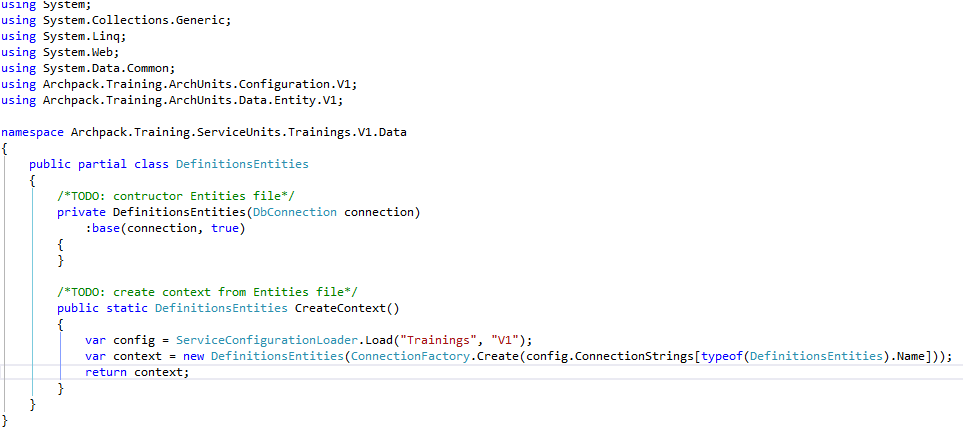 using System;
using System.Collections.Generic;
using System.Linq;
using System.Web;
using System.Data.Common;
using Archpack.Training.ArchUnits.Configuration.V1;
using Archpack.Training.ArchUnits.Data.Entity.V1;

namespace Archpack.Training.ServiceUnits.Trainings.V1.Data
{
    public partial class DefinitionsEntities
    {
        /*TODO: contructor Entities file*/
        private DefinitionsEntities(DbConnection connection)
            :base(connection, true)
        {
        }

        /*TODO: create context from Entities file*/
        public static DefinitionsEntities CreateContext()
        {
            var config = ServiceConfigurationLoader.Load("Trainings", "V1");
            var context = new DefinitionsEntities(ConnectionFactory.Create(config.ConnectionStrings[typeof(DefinitionsEntities).Name]));
            return context;
        }
    }
}